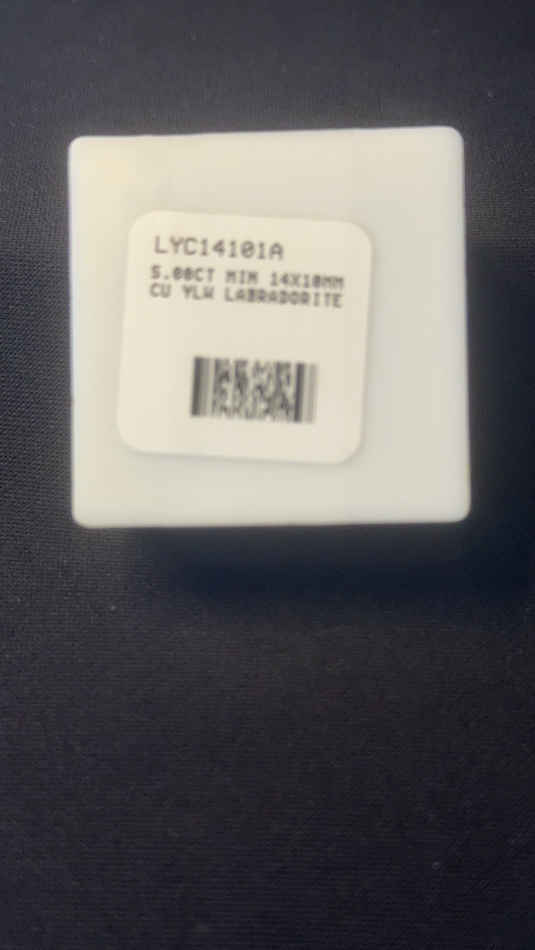 LYC14101A
5.00CT MIN 14X10MM
CU YLW LABRADORITE